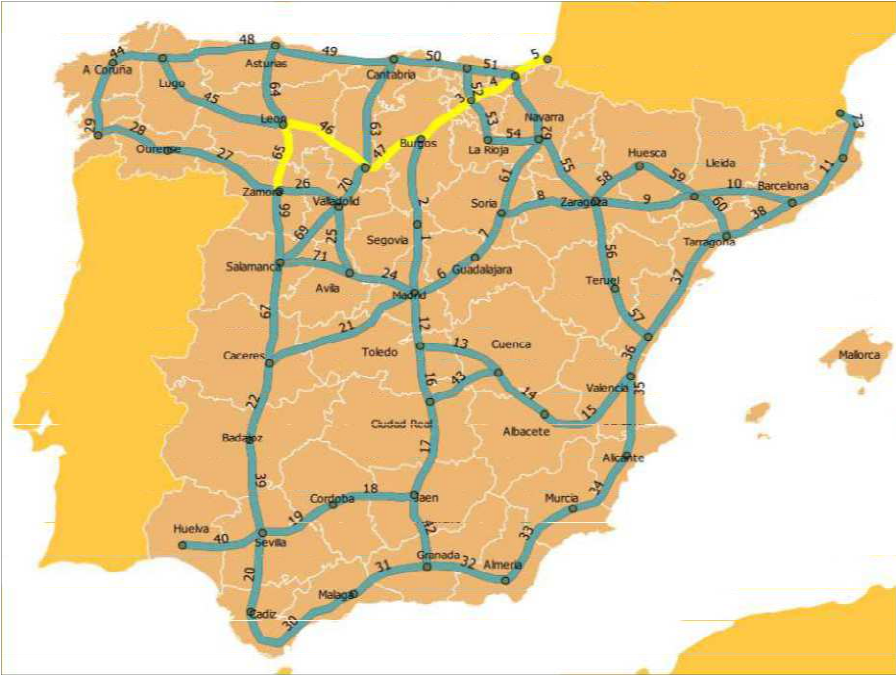 44
48
49
50
51
5
A Coruña
Asturias
Cantabria
4
Lugo
64
52
3
45
Leon
46
63
53
Navarra
29
28
Ourense
27
65
47
Burgos
La Rioja
54
62
55
Huesca
58
59
Lleida
73
11
Zamora
26
70
Valladolid
2
61
Soria
8
Zaragoza
9
10
Barcelona
60
38
66
69
25
Segovia
1
7
Tarragona
Salamanca
71
Avila
24
Madrid
6
Guadalajara
56
Teruel
37
67
21
12
57
Caceres
Toledo
13
Cuenca
36
Mallorca
22
16
43
14
Valencia
35
Ciudad Real
Albacete
15
Badajoz
17
Alicante
39
18
Cordoba
Jaen
Murcia
34
Huelva
40
19
Sevilla
42
33
20
Granada
31
32
Almeria
Malaga
Cadiz
30